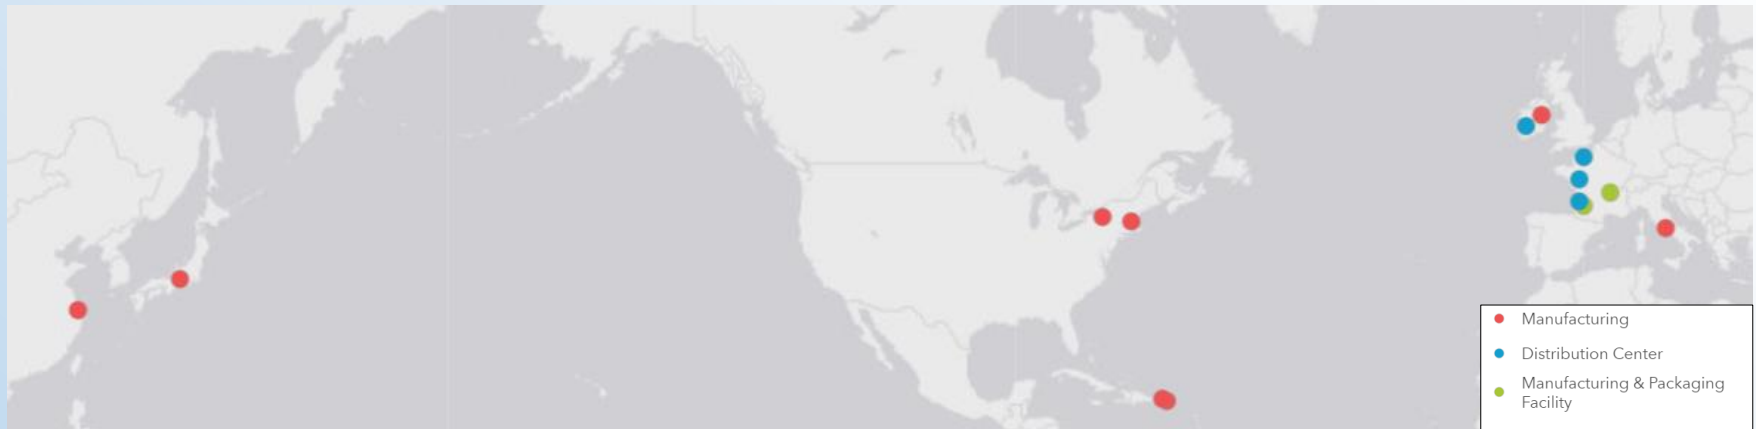 Manufacturing
Distribution Center
Manufacturing & Packaging
Facility